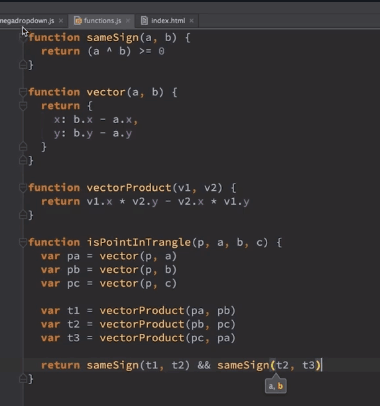 megadropdown.js × functions.js × index.html ×
function sameSign(a, b) {
return (a ^ b) >= 0
}
function vector(a, b) {
return {
x: b.x - a.x,
y: b.y - a.y
}
}
function vectorProduct(v1, v2) {
return v1.x * v2.y - v2.x * v1.y
}
function isPointInTrangle(p, a, b, c) {
var pa = vector(p, a)
var pb = vector(p, b)
var pc = vector(p, c)
var t1 = vectorProduct(pa, pb)
var t2 = vectorProduct(pb, pc)
var t3 = vectorProduct(pc, pa)
return sameSign(t1, t2) && sameSign(t2, t3)
a, b
}